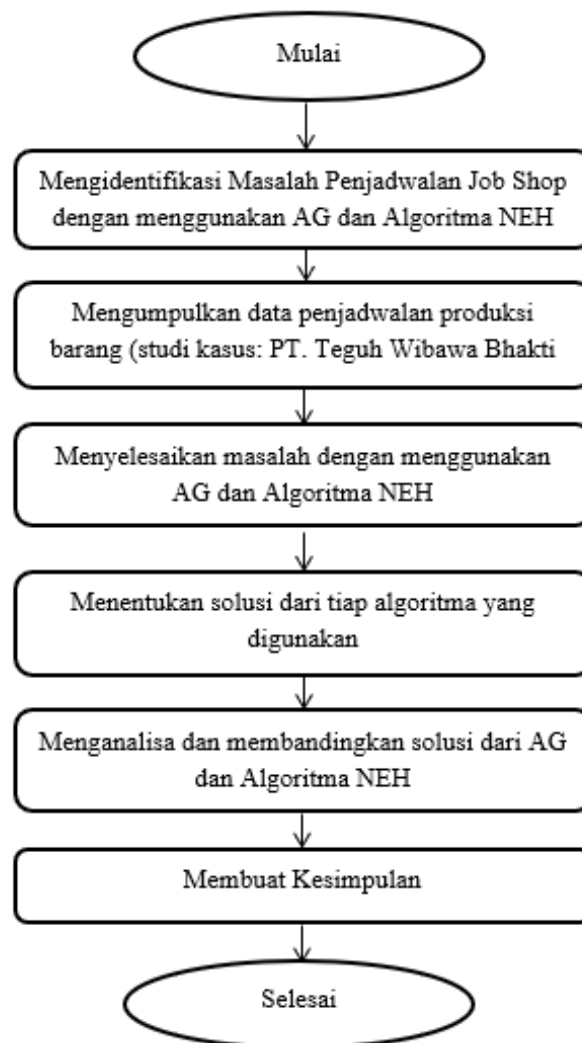 Mulai
Mengidentifikasi Masalah Penjadwalan Job Shop
dengan menggunakan AG dan Algoritma NEH
Mengumpulkan data penjadwalan produksi
barang (studi kasus: PT. Teguh Wibawa Bhakti
Menyelesaikan masalah dengan menggunakan
AG dan Algoritma NEH
Menentukan solusi dari tiap algoritma yang
digunakan
Menganalisa dan membandingkan solusi dari AG
dan Algoritma NEH
Membuat Kesimpulan
Selesai